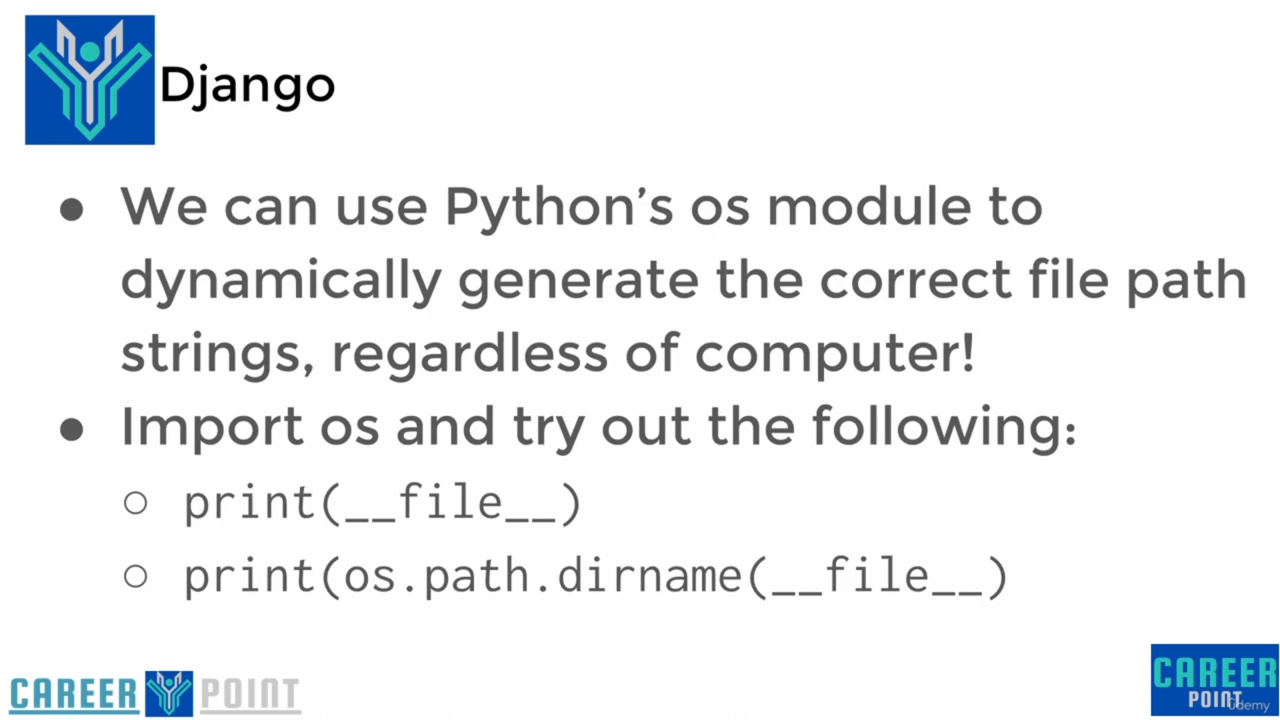 Django
● We can use Python’s os module to
dynamically generate the correct file path
strings, regardless of computer!
● Import os and try out the following:
○ print(__file__)
○ print(os.path.dirname(__file__)
CAREER POINT
CAREER
POINT
Udemy